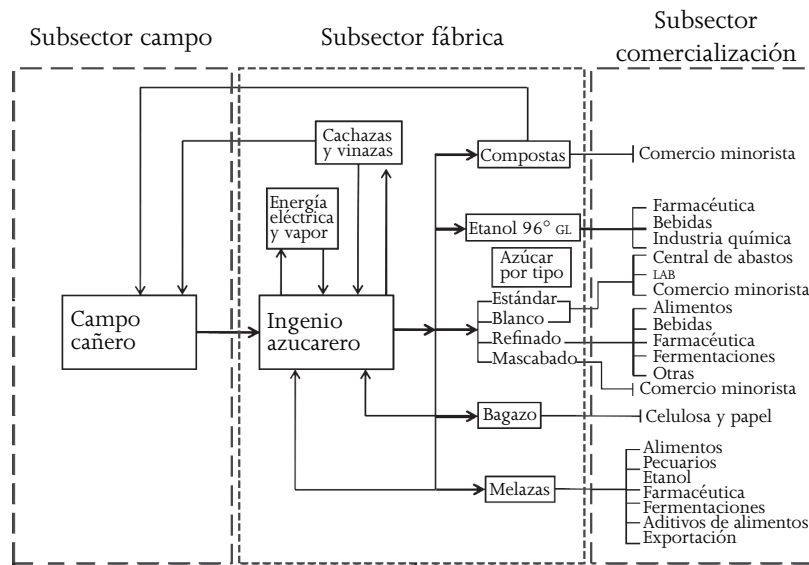 Subsector campo
Subsector fábrica
Subsector
comercialización
Cachazas
y vinazas
Compostas
Comercio minorista
Energía
eléctrica
y vapor
Etanol 96° GL
Farmacéutica
Bebidas
Industria química
Azúcar
por tipo
Central de abastos
LAB
Comercio minorista
Campo
cañero
Ingenio
azucarero
Estándar
Blanco
Refinado
Mascabado
Alimentos
Bebidas
Farmacéutica
Fermentaciones
Otras
Comercio minorista
Bagazo
Celulosa y papel
Melazas
Alimentos
Pecuarios
Etanol
Farmacéutica
Fermentaciones
Aditivos de alimentos
Exportación